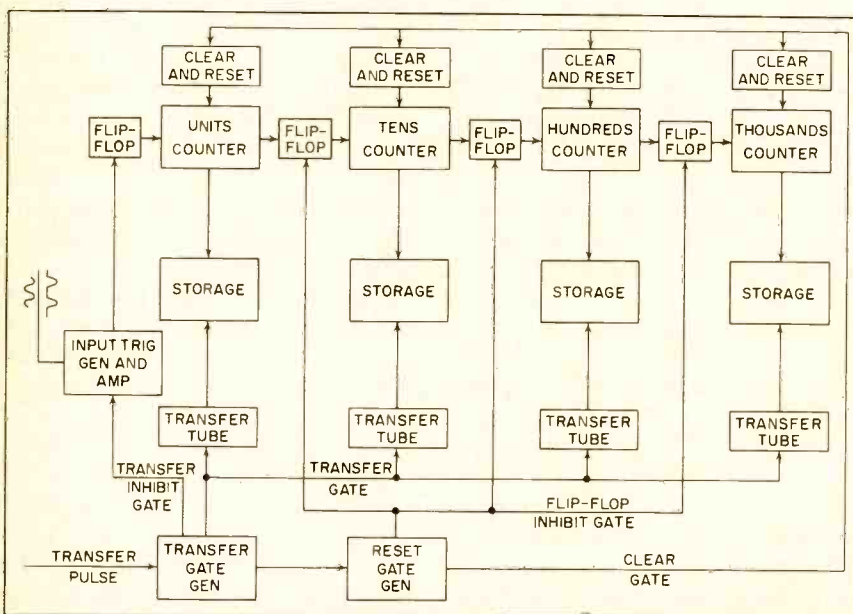 CLEAR
AND RESET
CLEAR
AND RESET
CLEAR
AND RESET
CLEAR
AND RESET
FLIP-
FLOP
UNITS
COUNTER
FLIP-
FLOP
TENS
COUNTER
FLIP-
FLOP
HUNDREDS
COUNTER
FLIP-
FLOP
THOUSANDS
COUNTER
STORAGE
STORAGE
STORAGE
STORAGE
INPUT TRIG
GEN AND
AMP
TRANSFER
TUBE
TRANSFER
TUBE
TRANSFER
TUBE
TRANSFER
TUBE
TRANSFER
INHIBIT
GATE
TRANSFER
GATE
FLIP-FLOP
INHIBIT GATE
TRANSFER
PULSE
TRANSFER
GATE
GEN
RESET
GATE
GEN
CLEAR
GATE